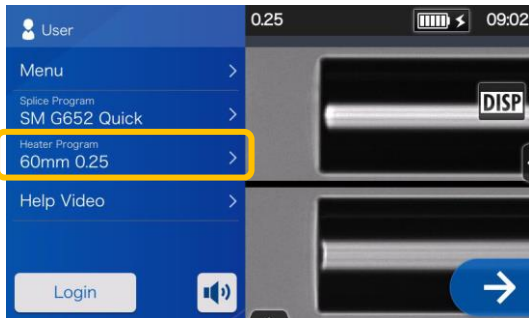 User
0.25
09:02
Menu
Splice Program
SM G652 Quick
DISP
Heater Program
60mm 0.25
Help Video
Login